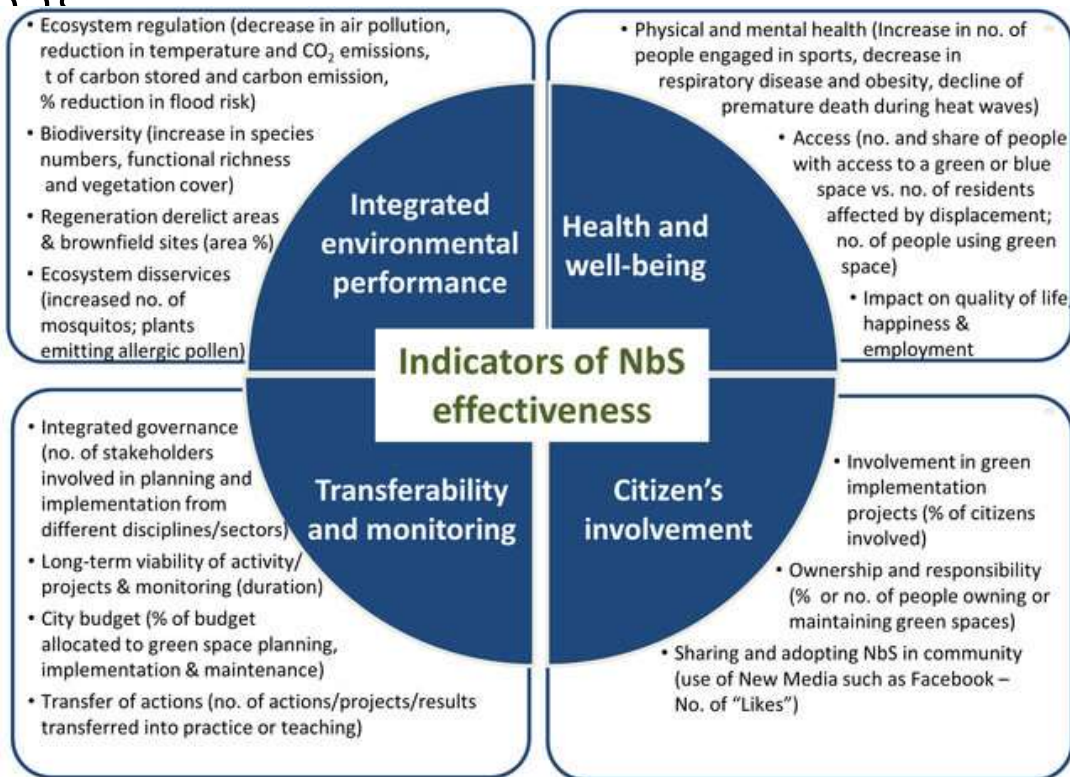 • Ecosystem regulation (decrease in air pollution,
reduction in temperature and CO₂ emissions,
t of carbon stored and carbon emission,
% reduction in flood risk)
• Biodiversity (increase in species
numbers, functional richness
and vegetation cover)
• Regeneration derelict areas
& brownfield sites (area %)
• Ecosystem disservices
(increased no. of
mosquitos; plants
emitting allergic pollen)
Integrated
environmental
performance
• Physical and mental health (Increase in no. of
people engaged in sports, decrease in
respiratory disease and obesity, decline of
premature death during heat waves)
• Access (no. and share of people
with access to a green or blue
space vs. no. of residents
affected by displacement;
no. of people using green
space)
• Impact on quality of life,
happiness &
employment
Health and
well-being
Indicators of NbS
effectiveness
• Integrated governance
(no. of stakeholders
involved in planning and
implementation from
different disciplines/sectors)
• Long-term viability of activity/
projects & monitoring (duration)
• City budget (% of budget
allocated to green space planning,
implementation & maintenance)
• Transfer of actions (no. of actions/projects/results
transferred into practice or teaching)
Transferability
and monitoring
Citizen’s
involvement
• Involvement in green
implementation
projects (% of citizens
involved)
• Ownership and responsibility
(% or no. of people owning or
maintaining green spaces)
• Sharing and adopting NbS in community
(use of New Media such as Facebook –
No. of “Likes”)